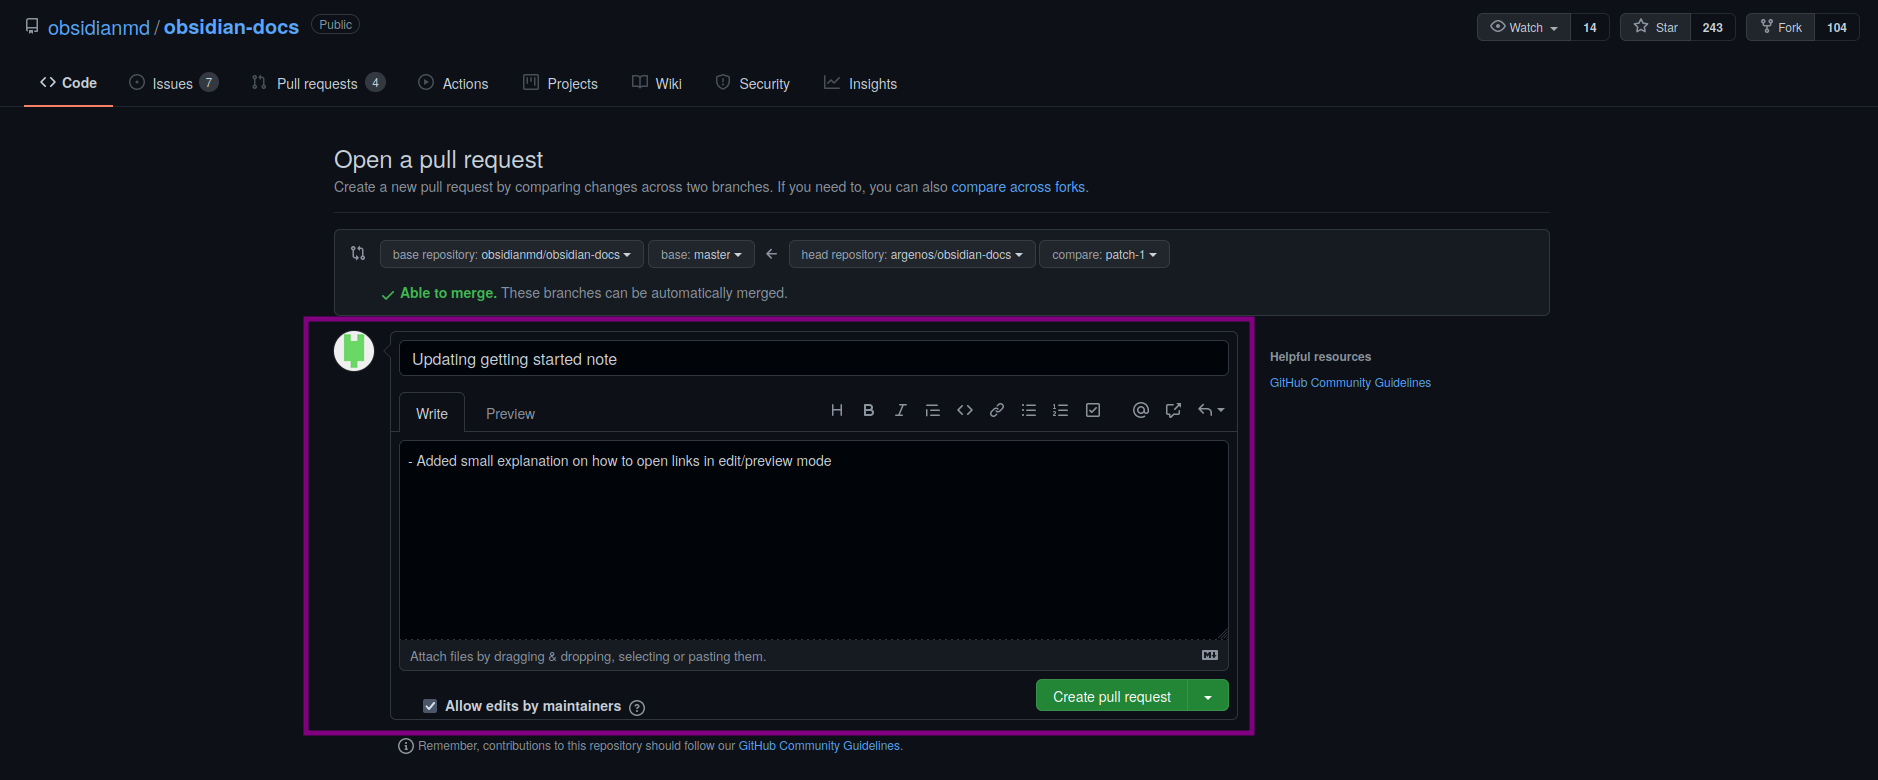 obsidianmd / obsidian-docs Public
Watch 14 Star 243 Fork 104
Code Issues 7 Pull requests 4 Actions Projects Wiki Security Insights
Open a pull request
Create a new pull request by comparing changes across two branches. If you need to, you can also compare across forks.
base repository: obsidianmd/obsidian-docs base: master ← head repository: argenos/obsidian-docs compare: patch-1
Able to merge. These branches can be automatically merged.
Updating getting started note
Helpful resources
GitHub Community Guidelines
Write Preview
- Added small explanation on how to open links in edit/preview mode
Attach files by dragging & dropping, selecting or pasting them.
Create pull request
Allow edits by maintainers
Remember, contributions to this repository should follow our GitHub Community Guidelines.